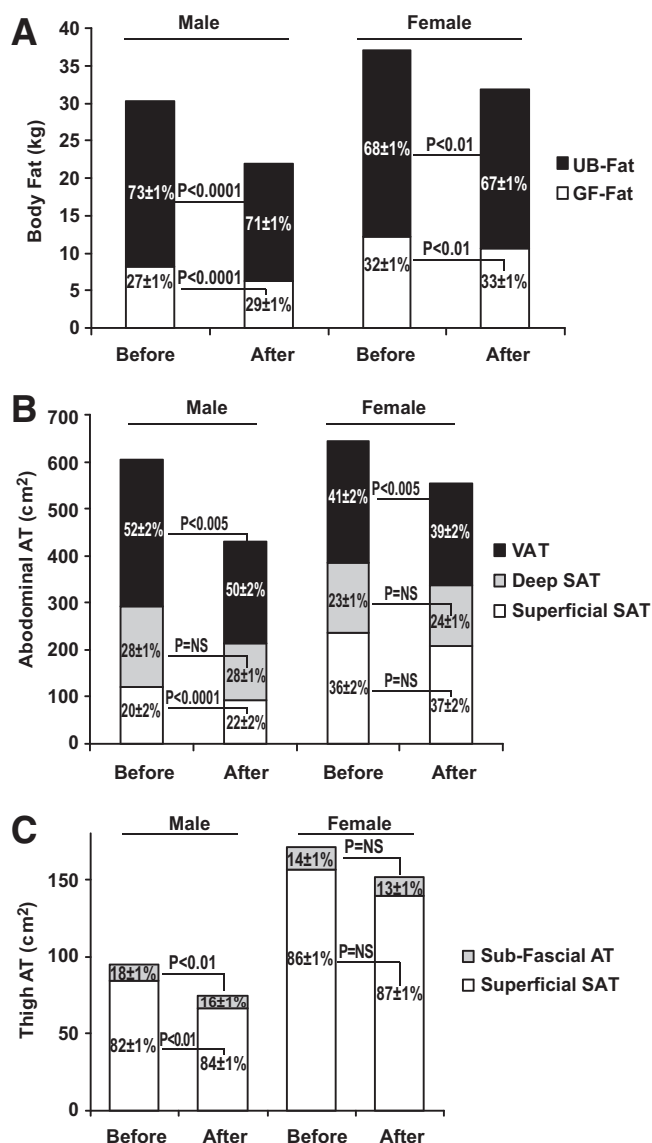 A
Male
Female
Body Fat (kg)
40
35
30
25
20
15
10
5
0
73±1%
P<0.0001
71±1%
27±1%
P<0.0001
29±1%
68±1%
P<0.01
67±1%
32±1%
P<0.01
33±1%
UB-Fat
GF-Fat
Before
After
Before
After
B
Male
Female
Abodominal AT (cm²)
700
600
500
400
300
200
100
0
52±2%
P<0.005
50±2%
28±1%
P=NS
28±1%
20±2%
P<0.0001
22±2%
41±2%
P<0.005
39±2%
23±1%
P=NS
24±1%
36±2%
P=NS
37±2%
VAT
Deep SAT
Superficial SAT
Before
After
Before
After
C
Male
Female
Thigh AT (cm²)
150
100
50
0
18±1%
P<0.01
16±1%
82±1%
P<0.01
84±1%
14±1%
P=NS
13±1%
86±1%
P=NS
87±1%
Sub-Fascial AT
Superficial SAT
Before
After
Before
After